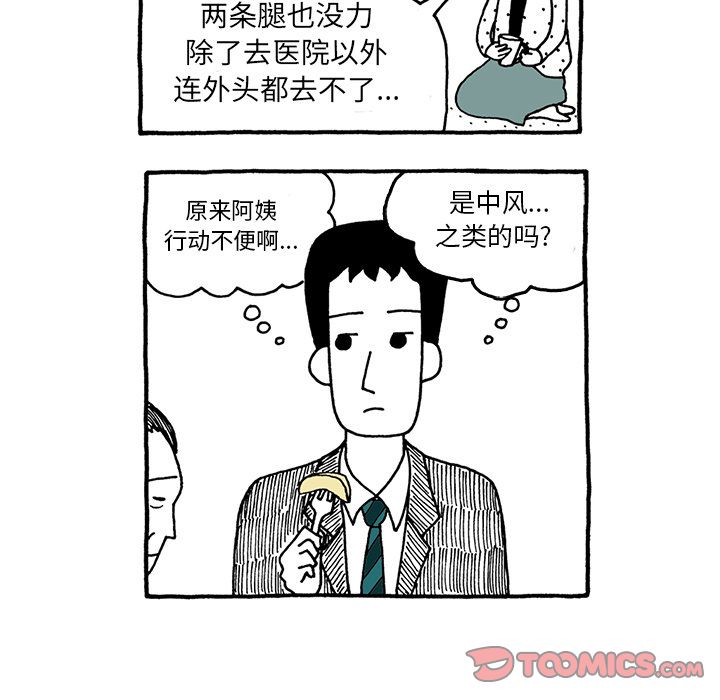 两条腿也没力
除了去医院以外
连外头都去不了...
原来阿姨
行动不便啊...
是中风...
之类的吗?
TOOMICS.com